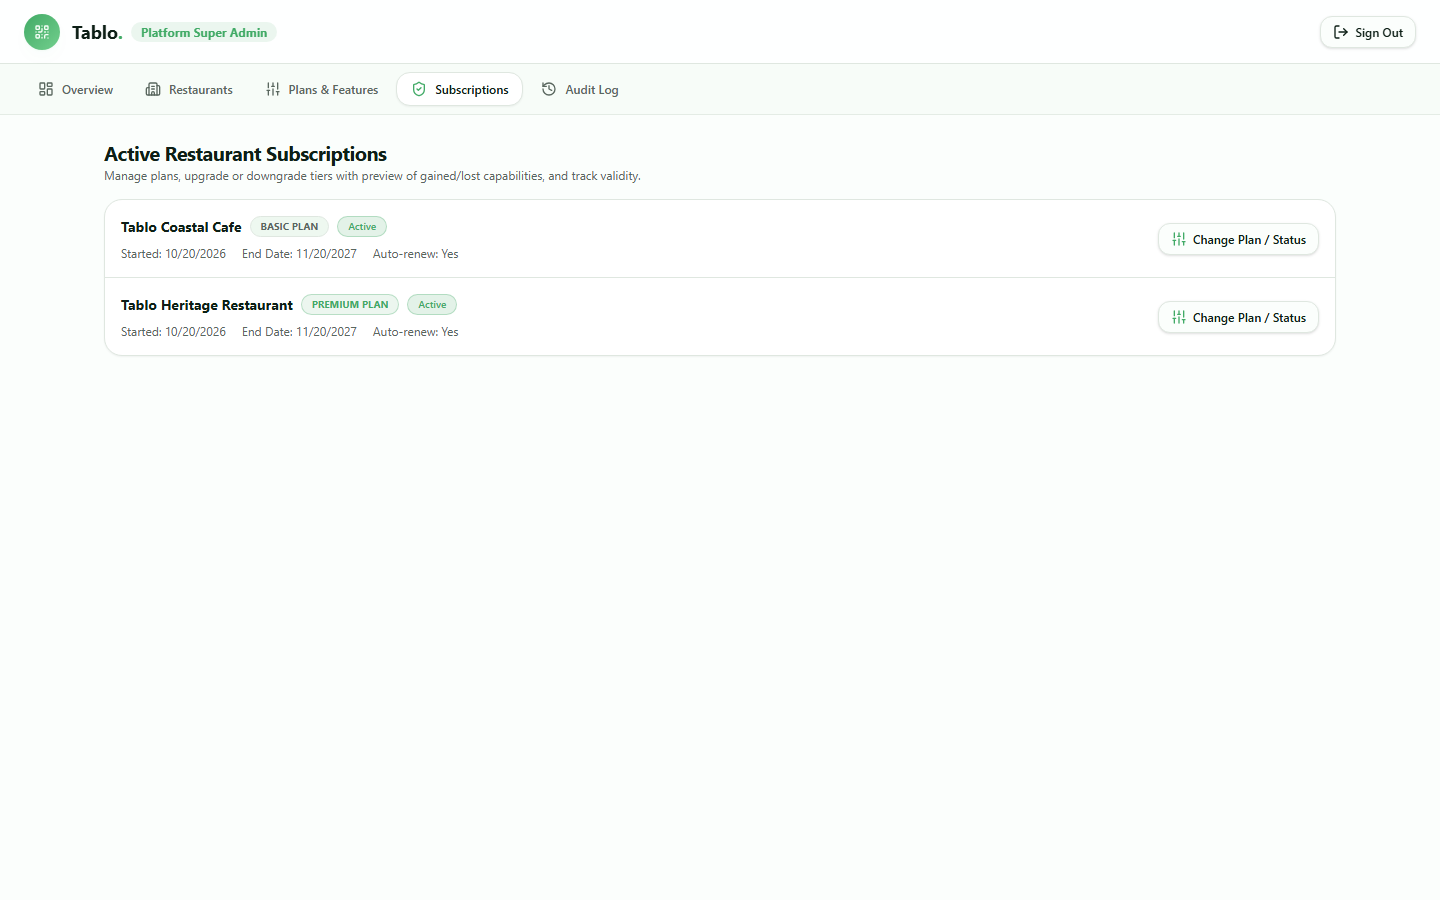 Tablo. Platform Super Admin Sign Out
Overview Restaurants Plans & Features Subscriptions Audit Log
Active Restaurant Subscriptions
Manage plans, upgrade or downgrade tiers with preview of gained/lost capabilities, and track validity.
Tablo Coastal Cafe BASIC PLAN Active
Started: 10/20/2026 End Date: 11/20/2027 Auto-renew: Yes
Change Plan / Status
Tablo Heritage Restaurant PREMIUM PLAN Active
Started: 10/20/2026 End Date: 11/20/2027 Auto-renew: Yes
Change Plan / Status